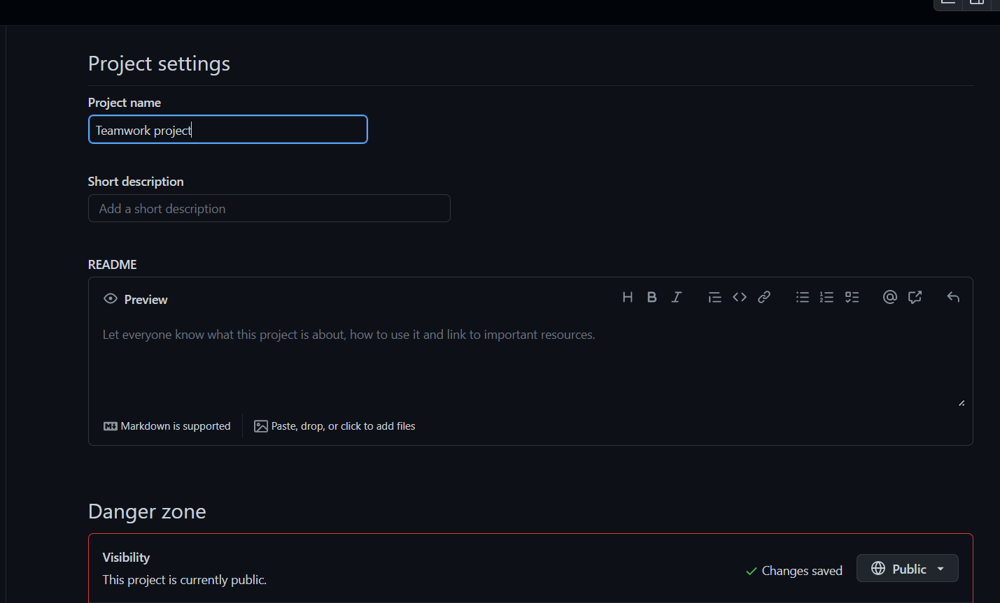 Project settings
Project name
Teamwork project
Short description
Add a short description
README
Preview
Let everyone know what this project is about, how to use it and link to important resources.
Markdown is supported
Paste, drop, or click to add files
Danger zone
Visibility
This project is currently public.
Changes saved
Public